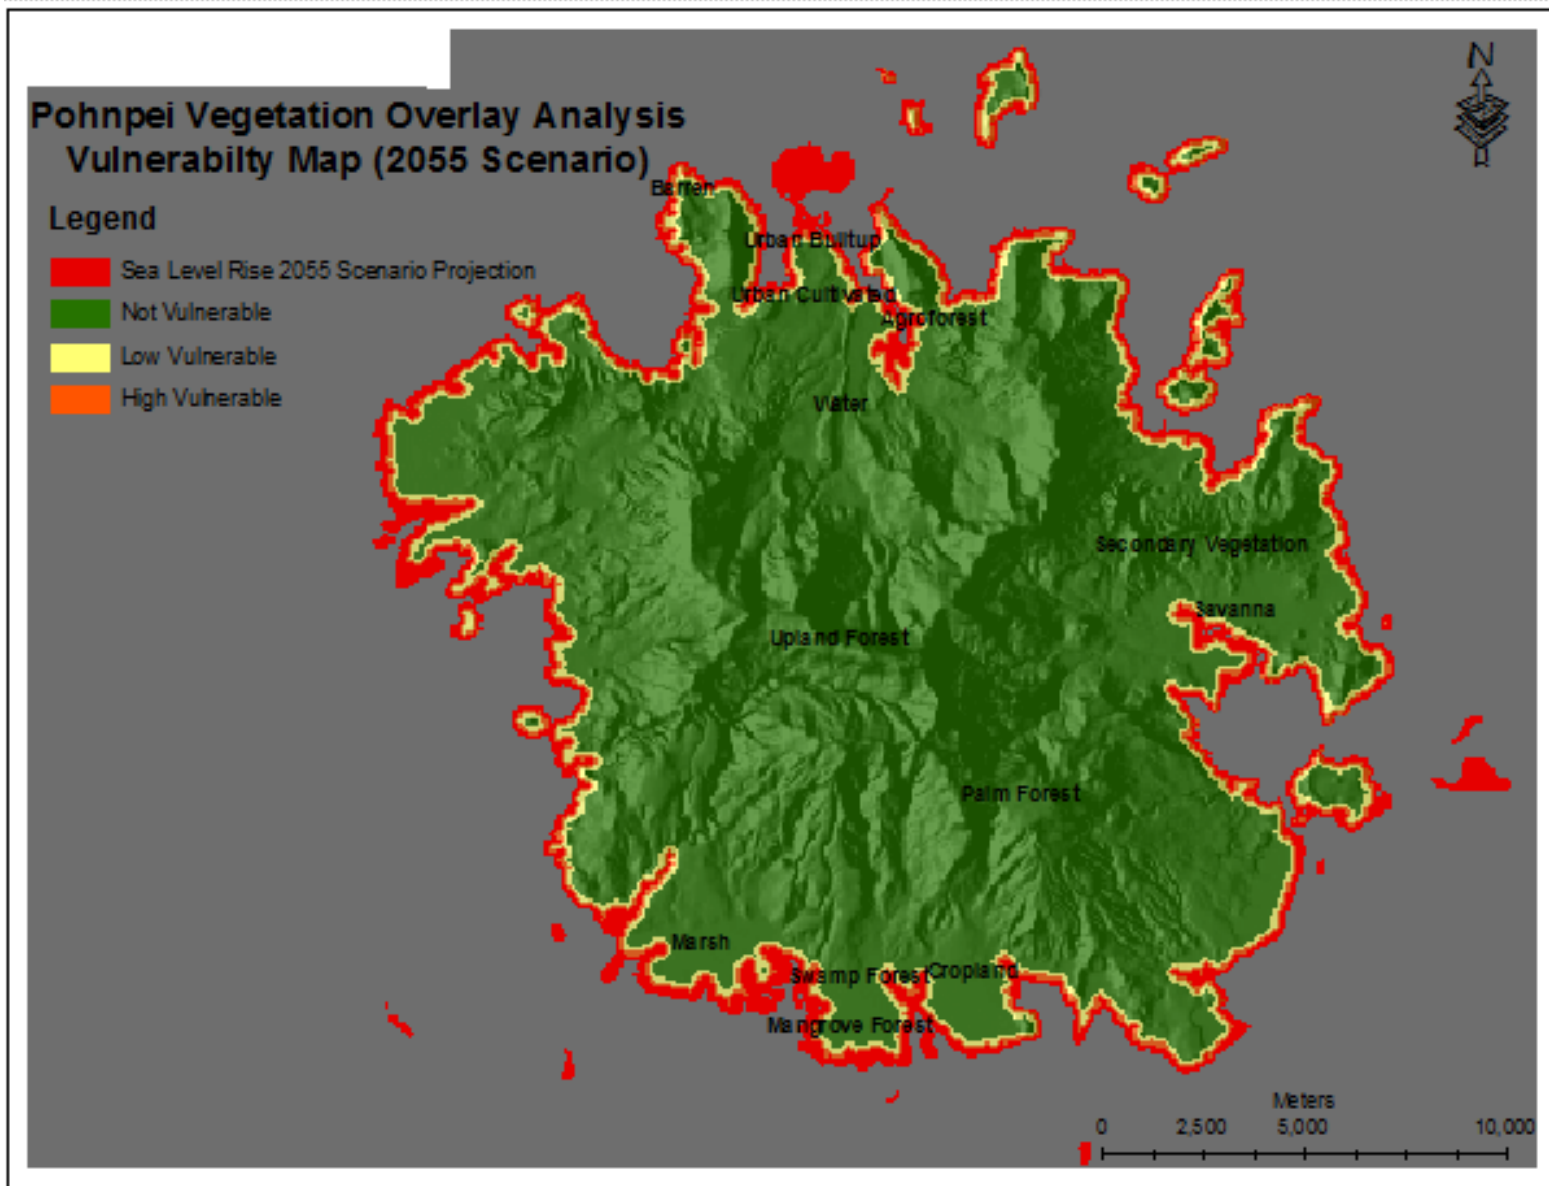 N
Pohnpei Vegetation Overlay Analysis
Vulnerabilty Map (2055 Scenario)
Legend
Sea Level Rise 2055 Scenario Projection
Not Vulnerable
Low Vulnerable
High Vulnerable
Barren
Urban Builtup
Urban Cultivated
Agroforest
Water
Secondary Vegetation
Savanna
Upland Forest
Palm Forest
Marsh
Swamp Forest
Cropland
Mangrove Forest
Meters
0 2,500 5,000 10,000